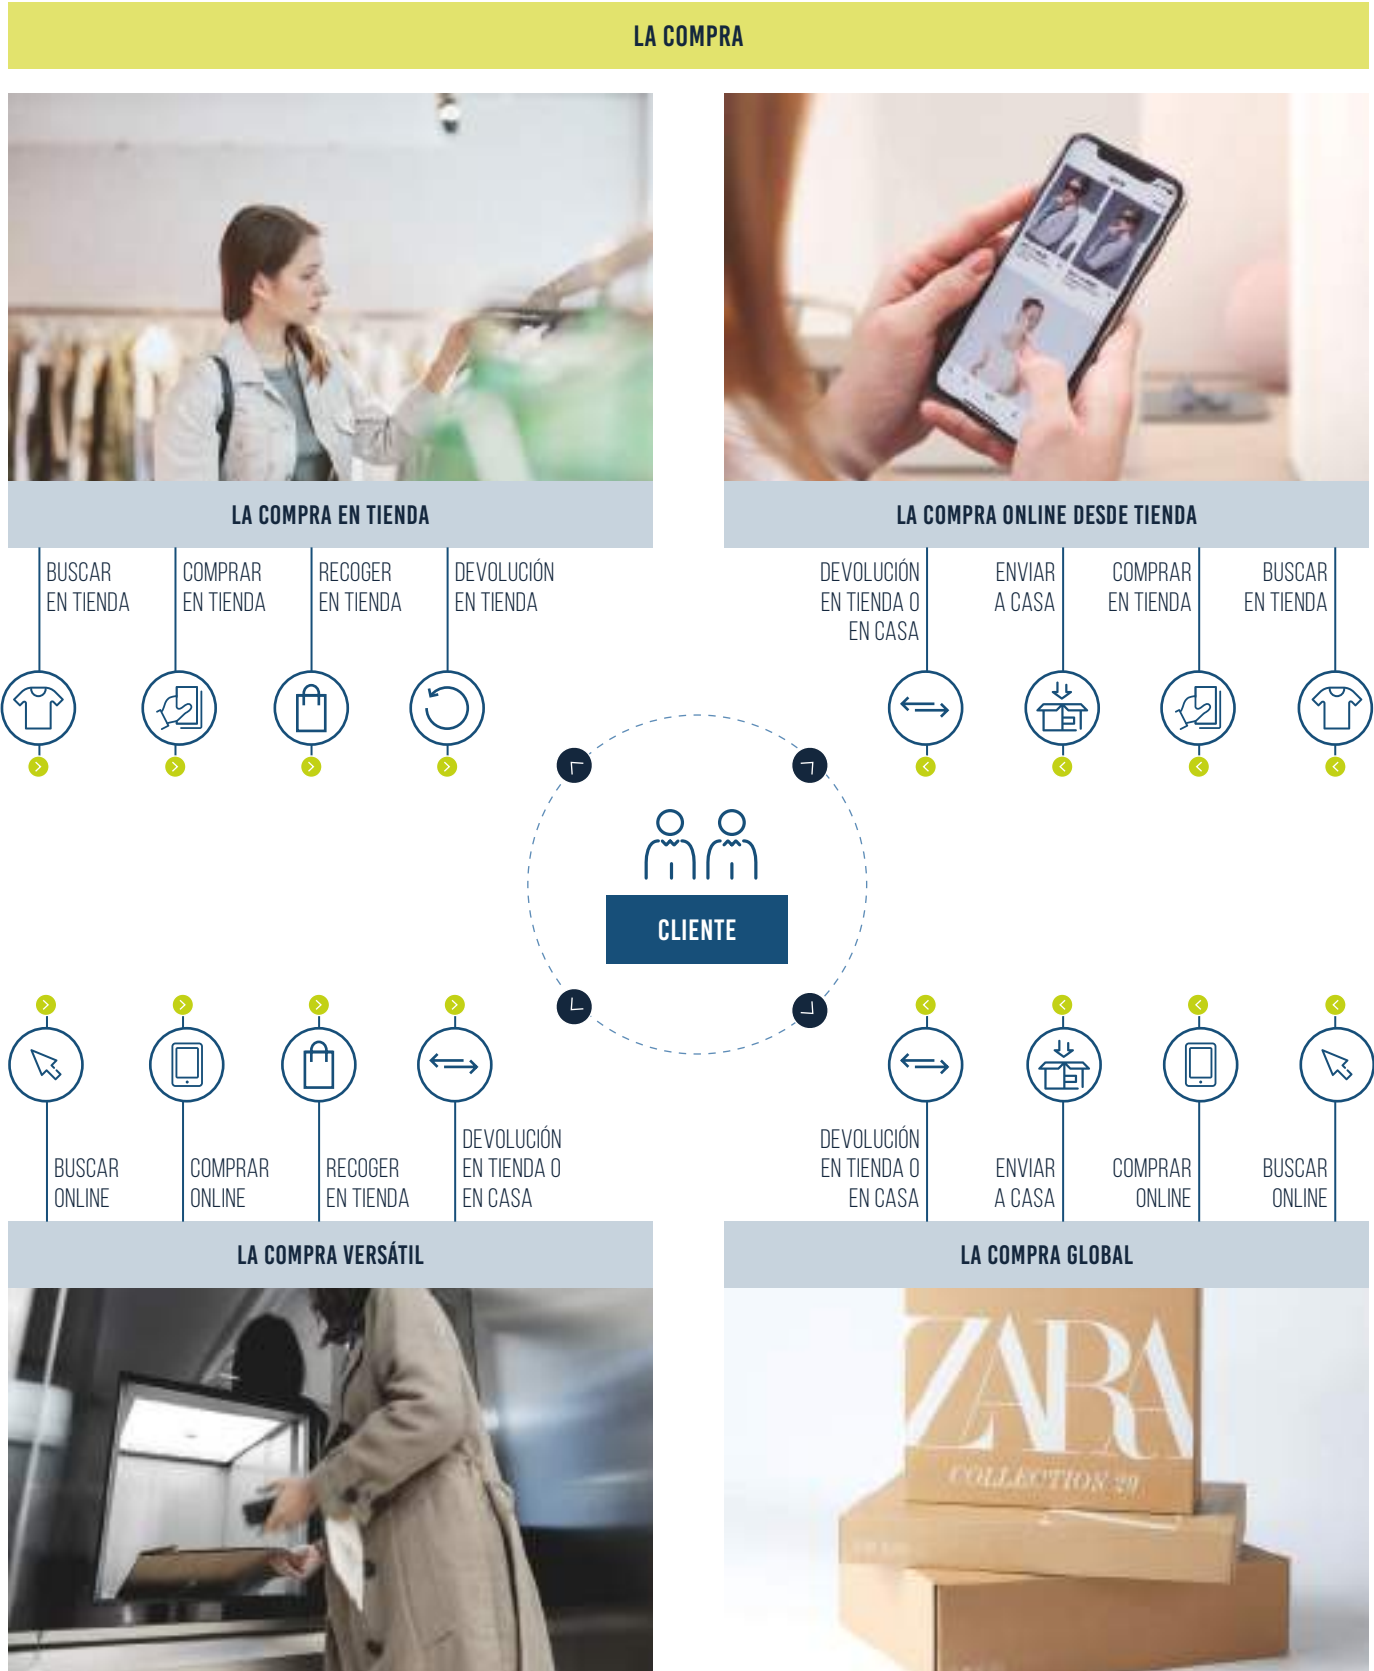 LA COMPRA
LA COMPRA EN TIENDA
BUSCAR
EN TIENDA
COMPRAR
EN TIENDA
RECOGER
EN TIENDA
DEVOLUCIÓN
EN TIENDA
LA COMPRA ONLINE DESDE TIENDA
DEVOLUCIÓN
EN TIENDA O
EN CASA
ENVIAR
A CASA
COMPRAR
EN TIENDA
BUSCAR
EN TIENDA
CLIENTE
BUSCAR
ONLINE
COMPRAR
ONLINE
RECOGER
EN TIENDA
DEVOLUCIÓN
EN TIENDA O
EN CASA
LA COMPRA VERSÁTIL
DEVOLUCIÓN
EN TIENDA O
EN CASA
ENVIAR
A CASA
COMPRAR
ONLINE
BUSCAR
ONLINE
LA COMPRA GLOBAL
ZARA
COLLECTION